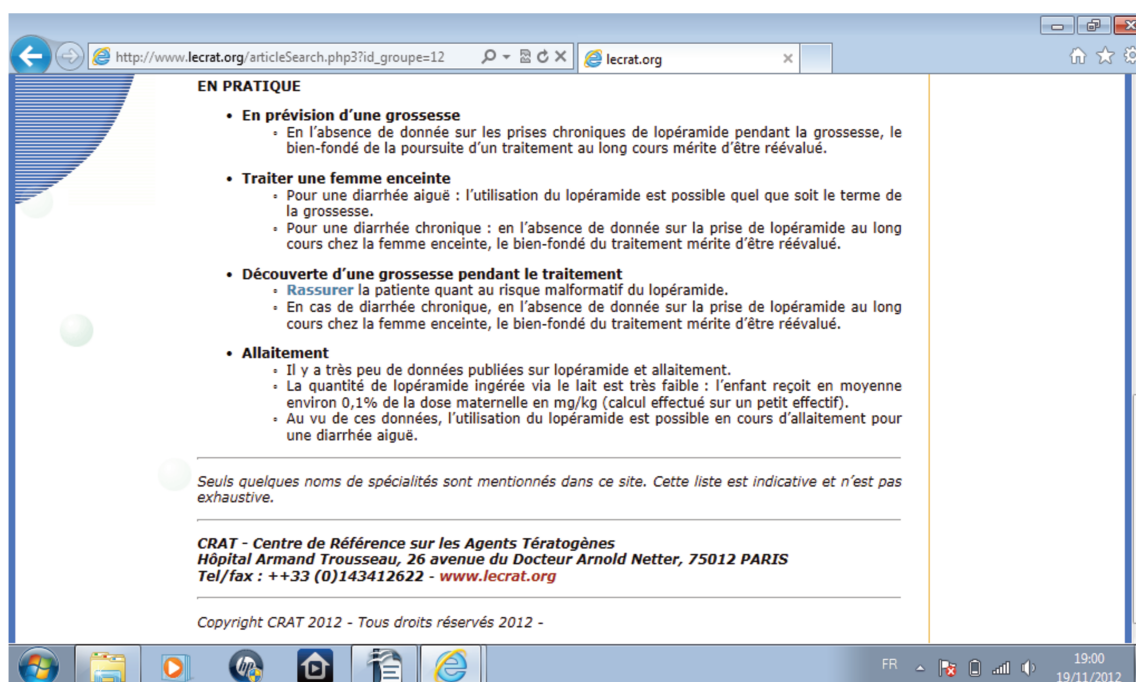 http://www.lecrat.org/articleSearch.php3?id_groupe=12
lecrat.org
EN PRATIQUE
• En prévision d'une grossesse
◦ En l'absence de donnée sur les prises chroniques de lopéramide pendant la grossesse, le
bien-fondé de la poursuite d'un traitement au long cours mérite d'être réévalué.
• Traiter une femme enceinte
◦ Pour une diarrhée aiguë : l'utilisation du lopéramide est possible quel que soit le terme de
la grossesse.
◦ Pour une diarrhée chronique : en l'absence de donnée sur la prise de lopéramide au long
cours chez la femme enceinte, le bien-fondé du traitement mérite d'être réévalué.
• Découverte d'une grossesse pendant le traitement
◦ Rassurer la patiente quant au risque malformatif du lopéramide.
◦ En cas de diarrhée chronique, en l'absence de donnée sur la prise de lopéramide au long
cours chez la femme enceinte, le bien-fondé du traitement mérite d'être réévalué.
• Allaitement
◦ Il y a très peu de données publiées sur lopéramide et allaitement.
◦ La quantité de lopéramide ingérée via le lait est très faible : l'enfant reçoit en moyenne
environ 0,1% de la dose maternelle en mg/kg (calcul effectué sur un petit effectif).
◦ Au vu de ces données, l'utilisation du lopéramide est possible en cours d'allaitement pour
une diarrhée aiguë.
Seuls quelques noms de spécialités sont mentionnés dans ce site. Cette liste est indicative et n'est pas
exhaustive.
CRAT - Centre de Référence sur les Agents Tératogènes
Hôpital Armand Trousseau, 26 avenue du Docteur Arnold Netter, 75012 PARIS
Tel/fax : ++33 (0)143412622 - www.lecrat.org
Copyright CRAT 2012 - Tous droits réservés 2012 -
hp
FR
19:00
19/11/2012